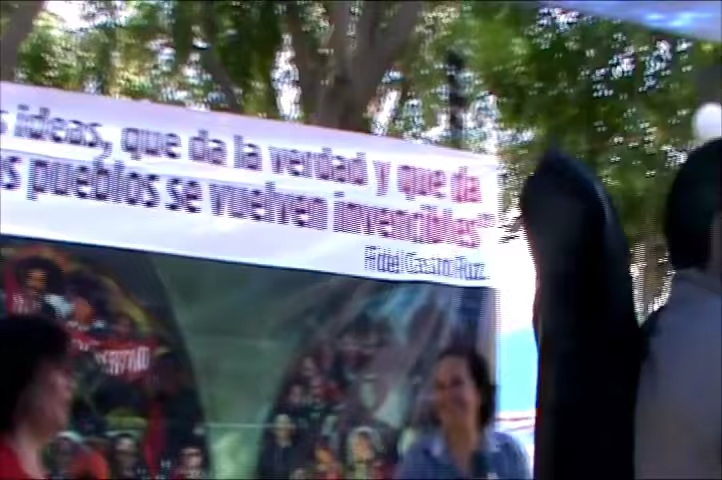 s ideas, que da la verdad y que da
os pueblos se vuelven invencibles"
Fidel Castro Ruz